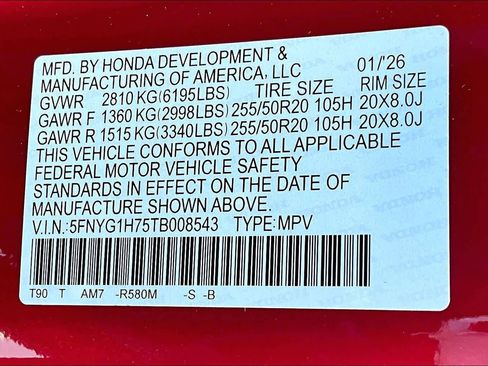 MFD. BY HONDA DEVELOPMENT &
MANUFACTURING OF AMERICA, LLC 01/'26
GVWR 2810 KG(6195LBS) TIRE SIZE RIM SIZE
GAWR F 1360 KG(2998LBS) 255/50R20 105H 20X8.0J
GAWR R 1515 KG(3340LBS) 255/50R20 105H 20X8.0J
THIS VEHICLE CONFORMS TO ALL APPLICABLE
FEDERAL MOTOR VEHICLE SAFETY
STANDARDS IN EFFECT ON THE DATE OF
MANUFACTURE SHOWN ABOVE.
V.I.N.:5FNYG1H75TB008543 TYPE:MPV
T90 T AM7 -R580M -S -B